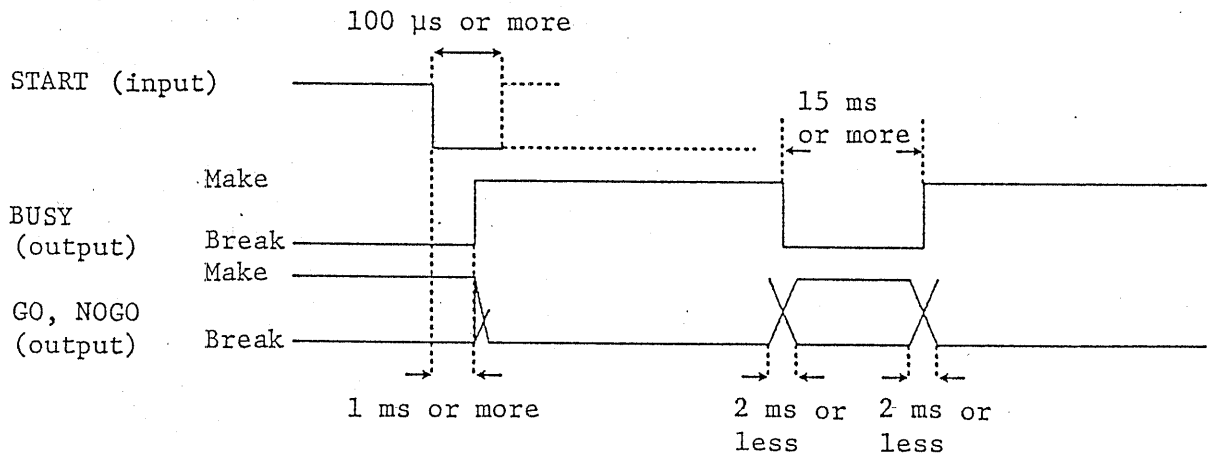 100 µs or more
START (input)
15 ms
or more
Make
BUSY
(output)
Break
Make
GO, NOGO
(output)
Break
1 ms or more
2 ms or
less
2 ms or
less